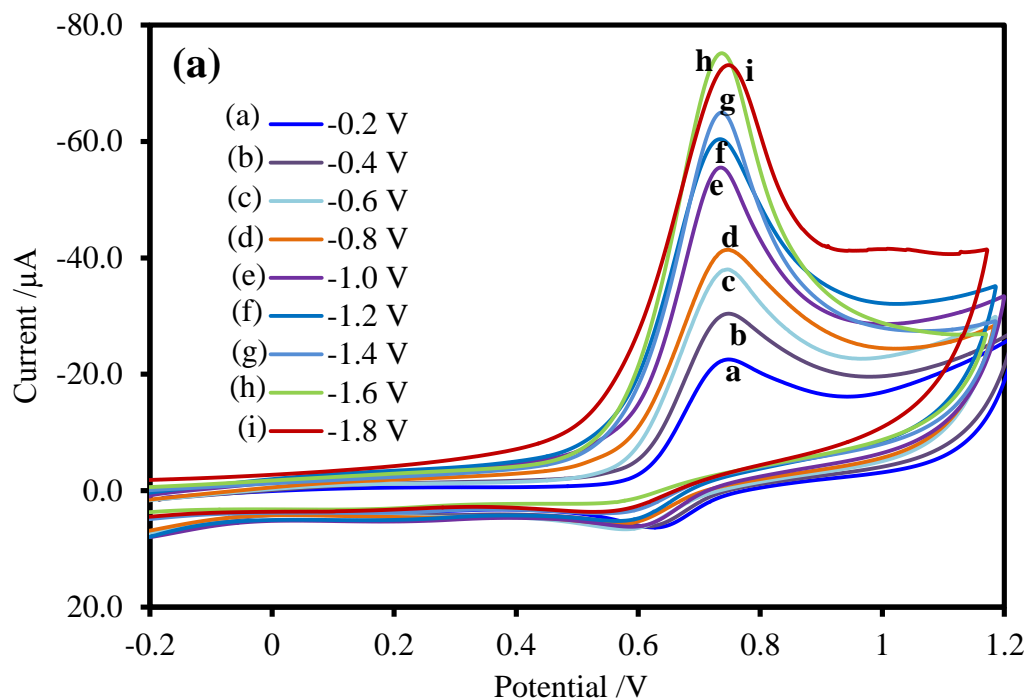 (a)
-80.0
-60.0
-40.0
-20.0
0.0
20.0
Current /µA
(a) -0.2 V
(b) -0.4 V
(c) -0.6 V
(d) -0.8 V
(e) -1.0 V
(f) -1.2 V
(g) -1.4 V
(h) -1.6 V
(i) -1.8 V
h
i
g
f
e
d
c
b
a
-0.2 0 0.2 0.4 0.6 0.8 1 1.2
Potential /V